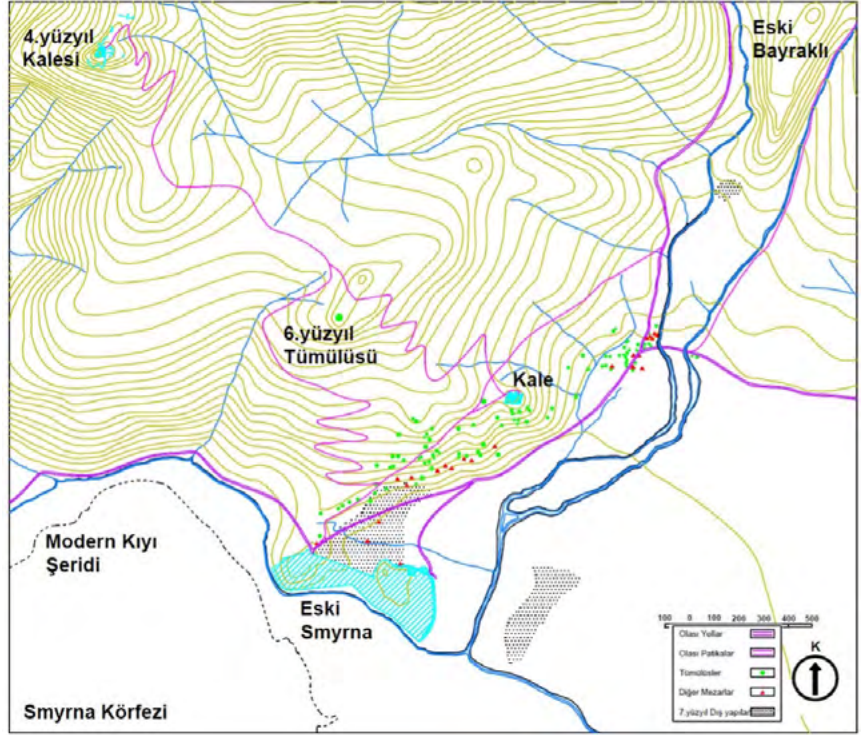 4.yüzyıl
Kalesi
Eski
Bayraklı
6.yüzyıl
Tümülüsü
Kale
Modern Kıyı
Şeridi
Eski
Smyrna
Smyrna Körfezi
100 0 100 200 300 400 500
Olası Yollar
Olası Patikalar
Tümülüsler
Diğer Mezarlar
7.yüzyıl Dış yapılar
K